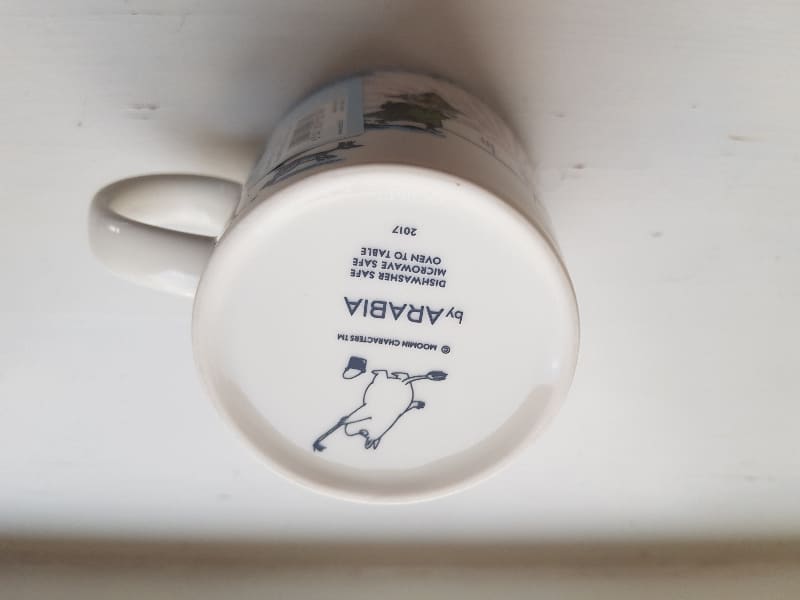 © MOOMIN CHARACTERS TM
by ARABIA
DISHWASHER SAFE
MICROWAVE SAFE
OVEN TO TABLE
2017